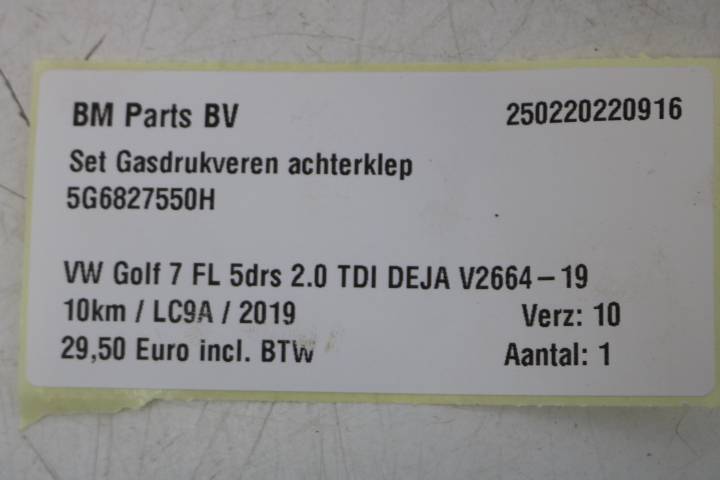 BM Parts BV 250220220916
Set Gasdrukveren achterklep
5G6827550H
VW Golf 7 FL 5drs 2.0 TDI DEJA V2664-19
10km / LC9A / 2019 Verz: 10
29,50 Euro incl. BTW Aantal: 1